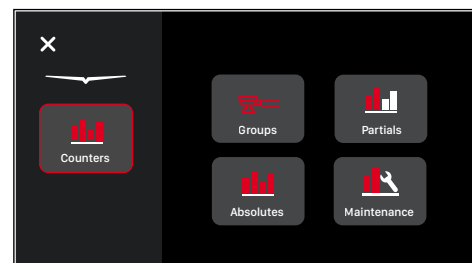 Counters
Groups
Partials
Absolutes
Maintenance